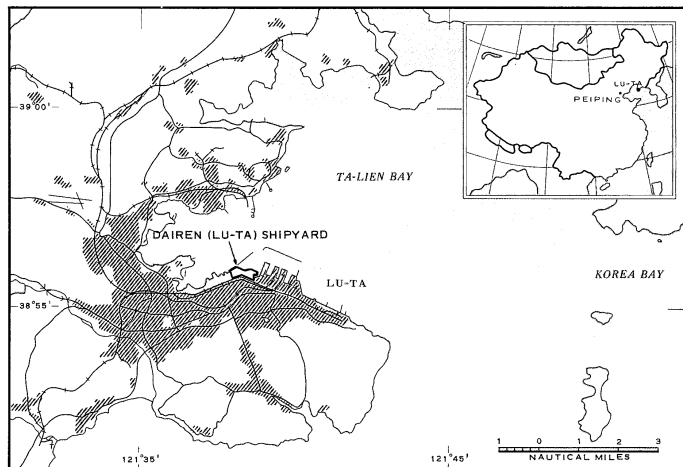 LU-TA
PEIPING
39°00'
TA-LIEN BAY
DAIREN (LU-TA) SHIPYARD
LU-TA
KOREA BAY
38°55'
121°35'
121°45'
1 0 1 2 3
NAUTICAL MILES